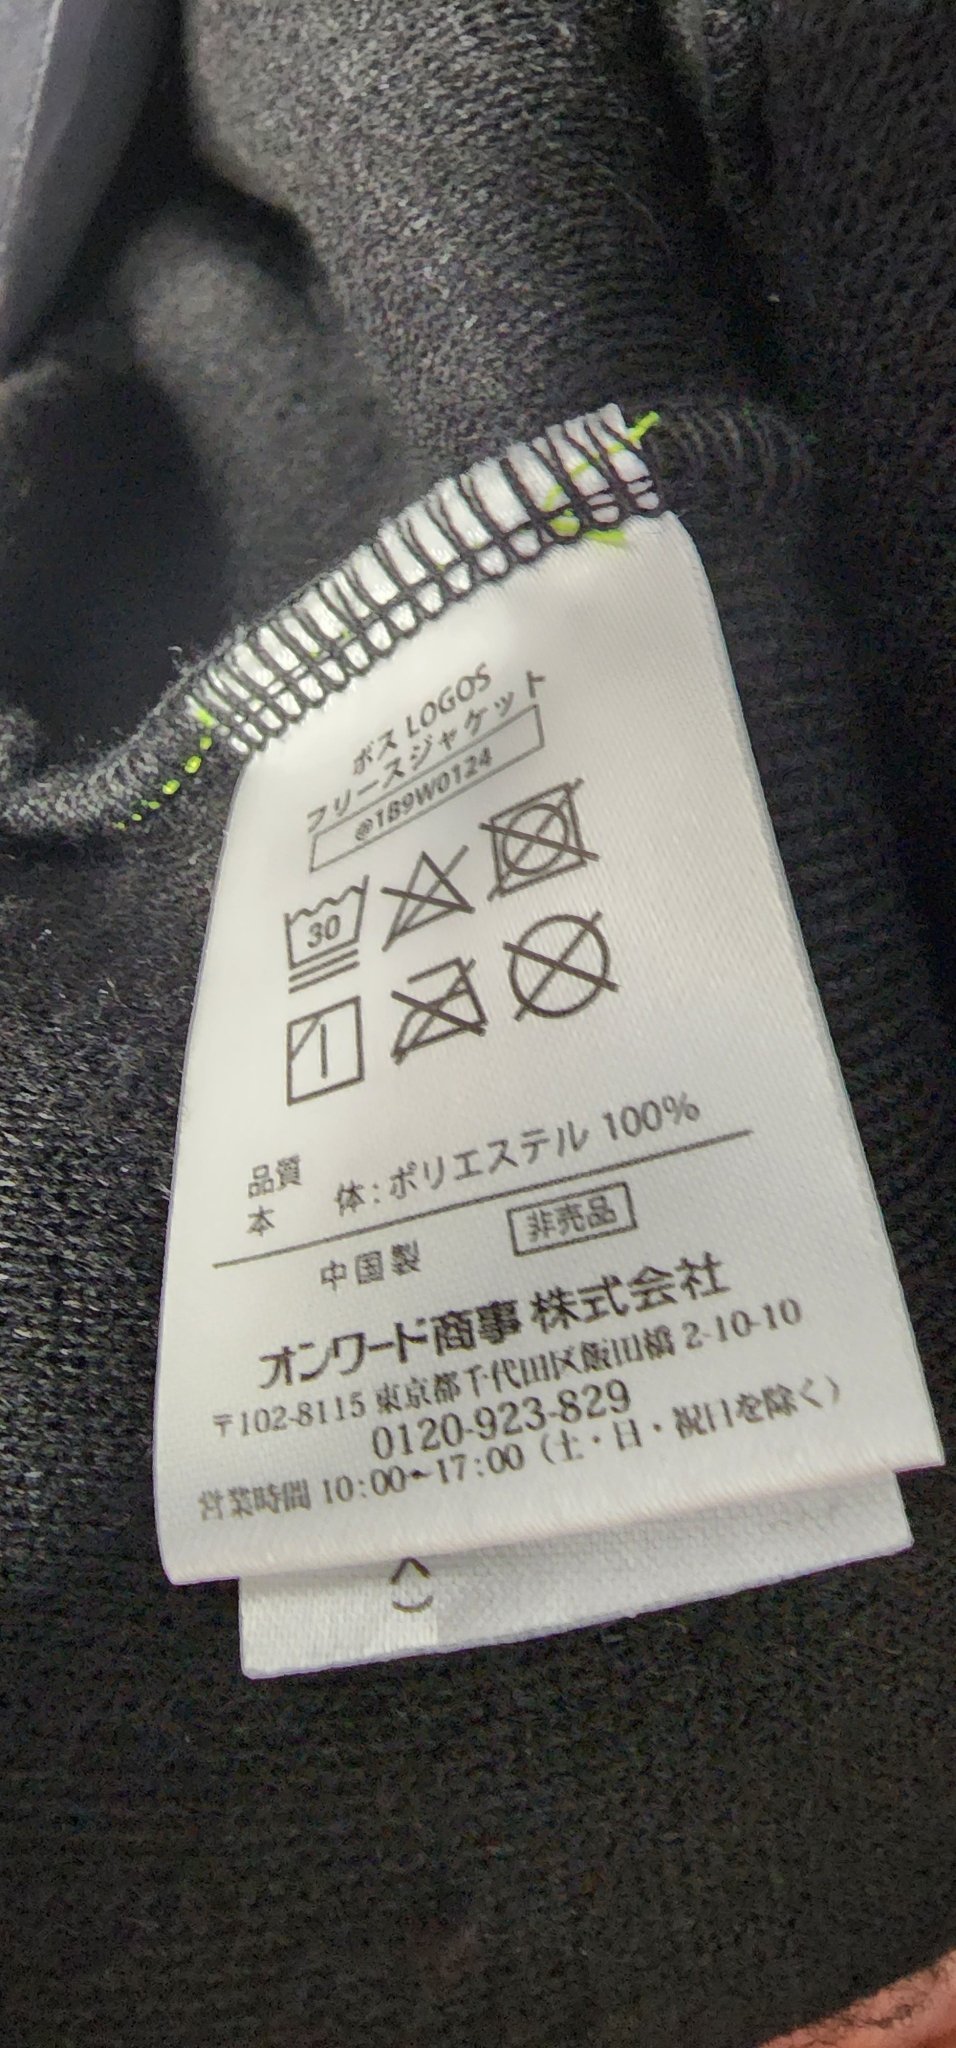 ボス LOGOS
フリースジャケット
@189W0124
30
品質
本　体：ポリエステル 100%
中国製 非売品
オンワード商事 株式会社
〒102-8115 東京都千代田区飯田橋 2-10-10
0120-923-829
営業時間 10:00～17:00（土・日・祝日を除く）